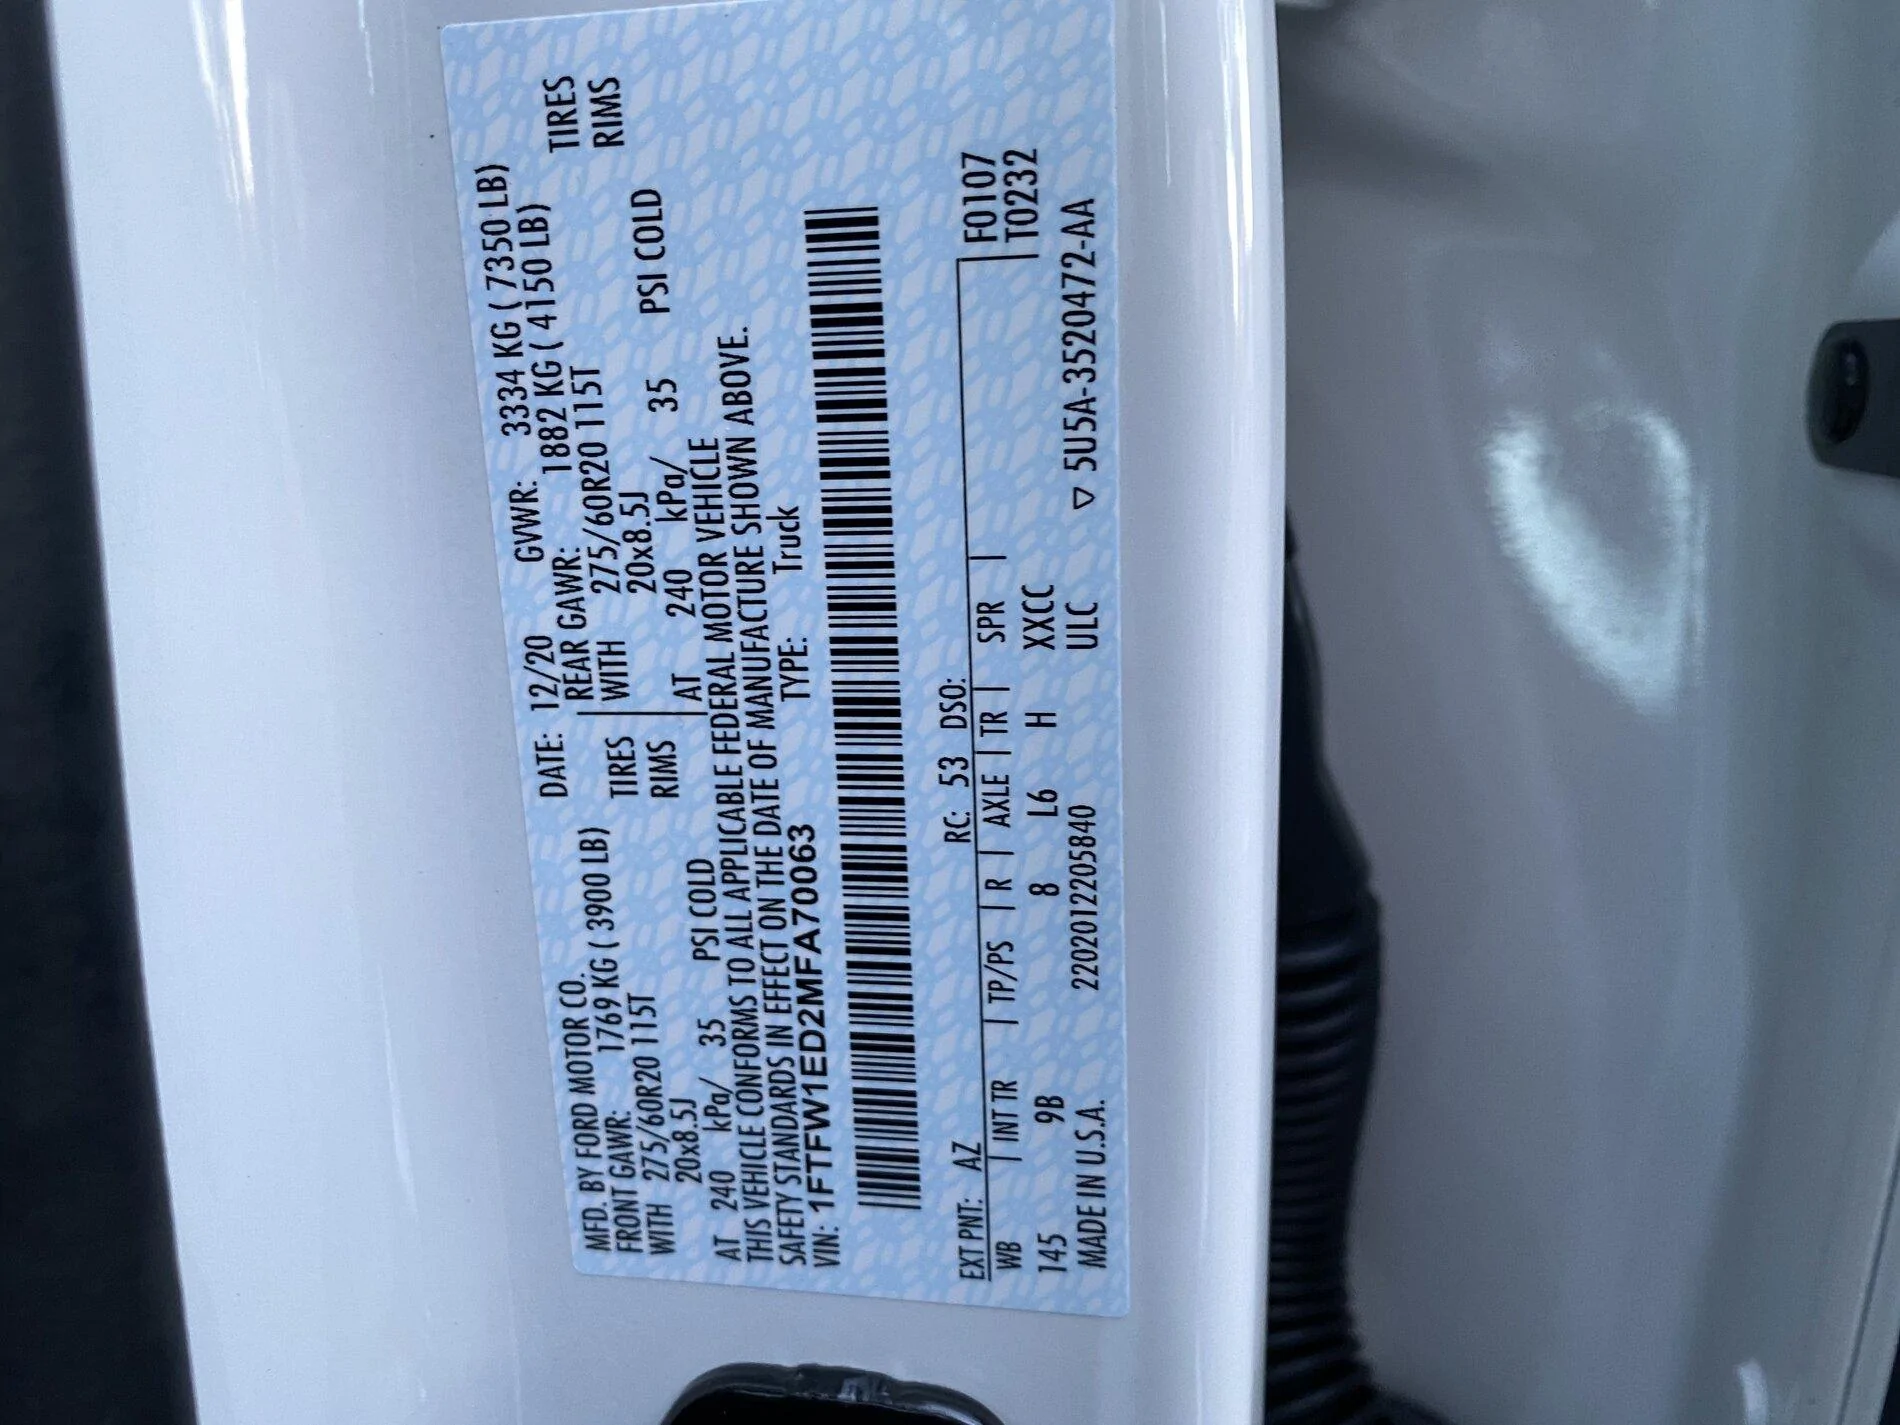 MFD. BY FORD MOTOR CO. DATE: 12/20 GVWR: 3334 KG ( 7350 LB)
FRONT GAWR: 1769 KG ( 3900 LB) REAR GAWR: 1882 KG ( 4150 LB)
WITH 275/60R20 115T TIRES WITH 275/60R20 115T TIRES
20x8.5J RIMS 20x8.5J RIMS
AT 240 kPa/ 35 PSI COLD AT 240 kPa/ 35 PSI COLD
THIS VEHICLE CONFORMS TO ALL APPLICABLE FEDERAL MOTOR VEHICLE
SAFETY STANDARDS IN EFFECT ON THE DATE OF MANUFACTURE SHOWN ABOVE.
VIN: 1FTFW1ED2MFA70063 TYPE: Truck
EXT PNT: AZ RC: 53 DSO: F0107
WB | INT TR | TP/PS | R | AXLE | TR | SPR | T0232
145 9B 8 L6 H XXCC
MADE IN U.S.A. 2202012205840 ULC ▽ 5U5A-3520472-AA